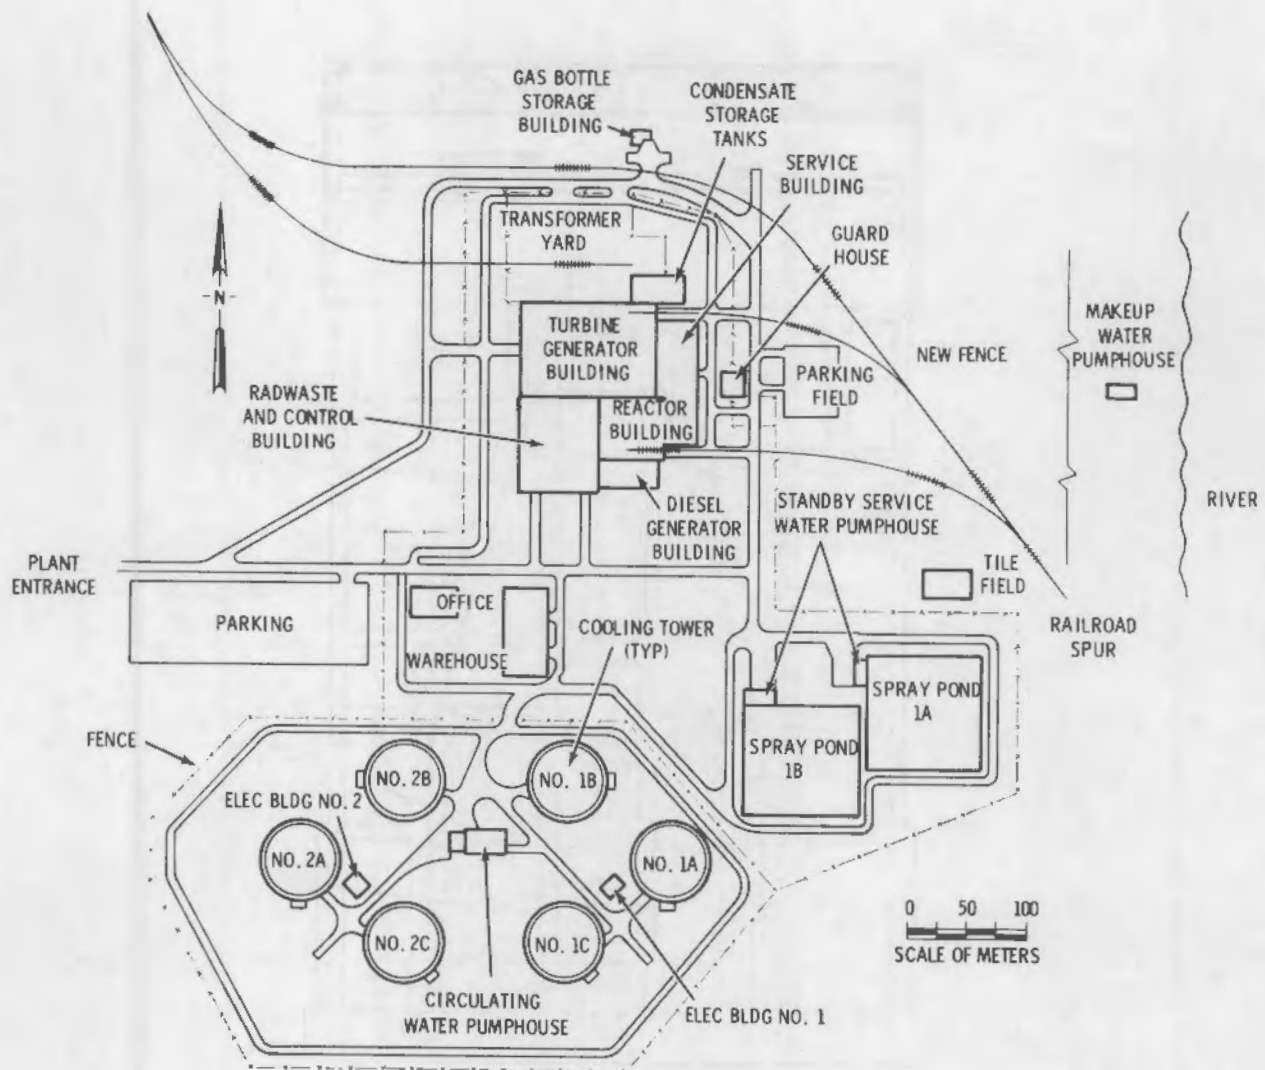 GAS BOTTLE
STORAGE
BUILDING
CONDENSATE
STORAGE
TANKS
SERVICE
BUILDING
TRANSFORMER
YARD
GUARD
HOUSE
-N-
MAKEUP
WATER
PUMPHOUSE
TURBINE
GENERATOR
BUILDING
NEW FENCE
PARKING
FIELD
RADWASTE
AND CONTROL
BUILDING
REACTOR
BUILDING
DIESEL
GENERATOR
BUILDING
STANDBY SERVICE
WATER PUMPHOUSE
RIVER
PLANT
ENTRANCE
TILE
FIELD
OFFICE
PARKING
COOLING TOWER
(TYP)
RAILROAD
SPUR
WAREHOUSE
SPRAY POND
1A
FENCE
SPRAY POND
1B
NO. 2B
NO. 1B
ELEC BLDG NO. 2
NO. 2A
NO. 1A
0 50 100
SCALE OF METERS
NO. 2C
NO. 1C
CIRCULATING
WATER PUMPHOUSE
ELEC BLDG NO. 1